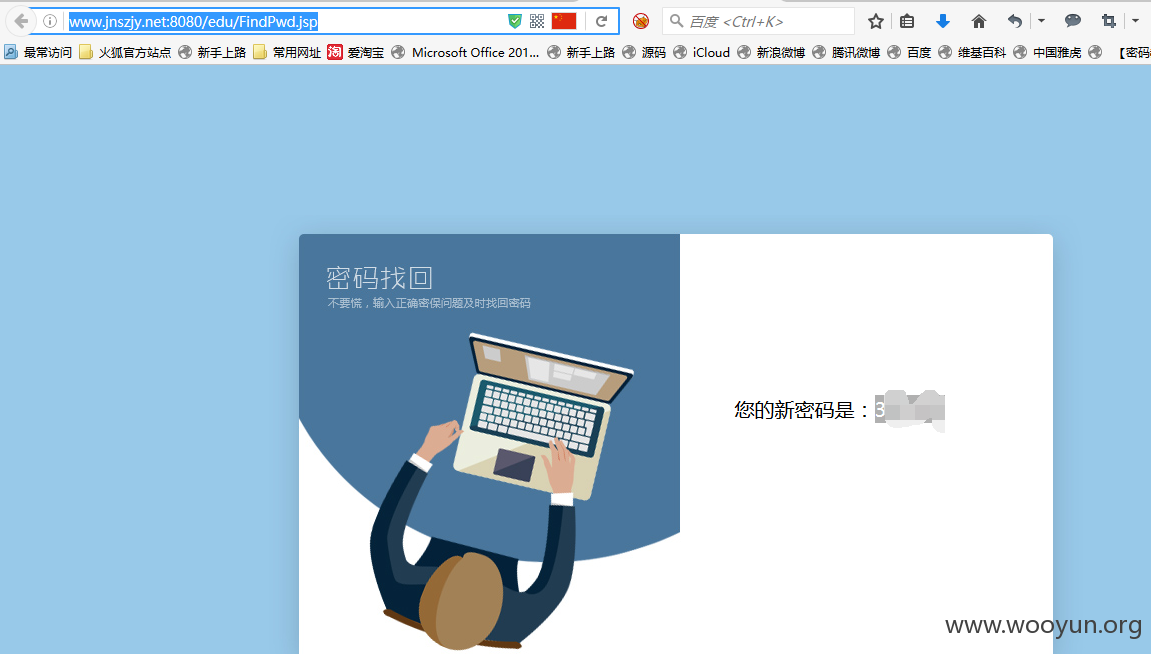 www.jnszjy.net:8080/edu/FindPwd.jsp
百度 <Ctrl+K>
最常访问 火狐官方站点 新手上路 常用网址 淘 爱淘宝 Microsoft Office 201... 新手上路 源码 iCloud 新浪微博 腾讯微博 百度 维基百科 中国雅虎 【密码
密码找回
不要慌，输入正确密保问题及时找回密码
您的新密码是：3
www.wooyun.org